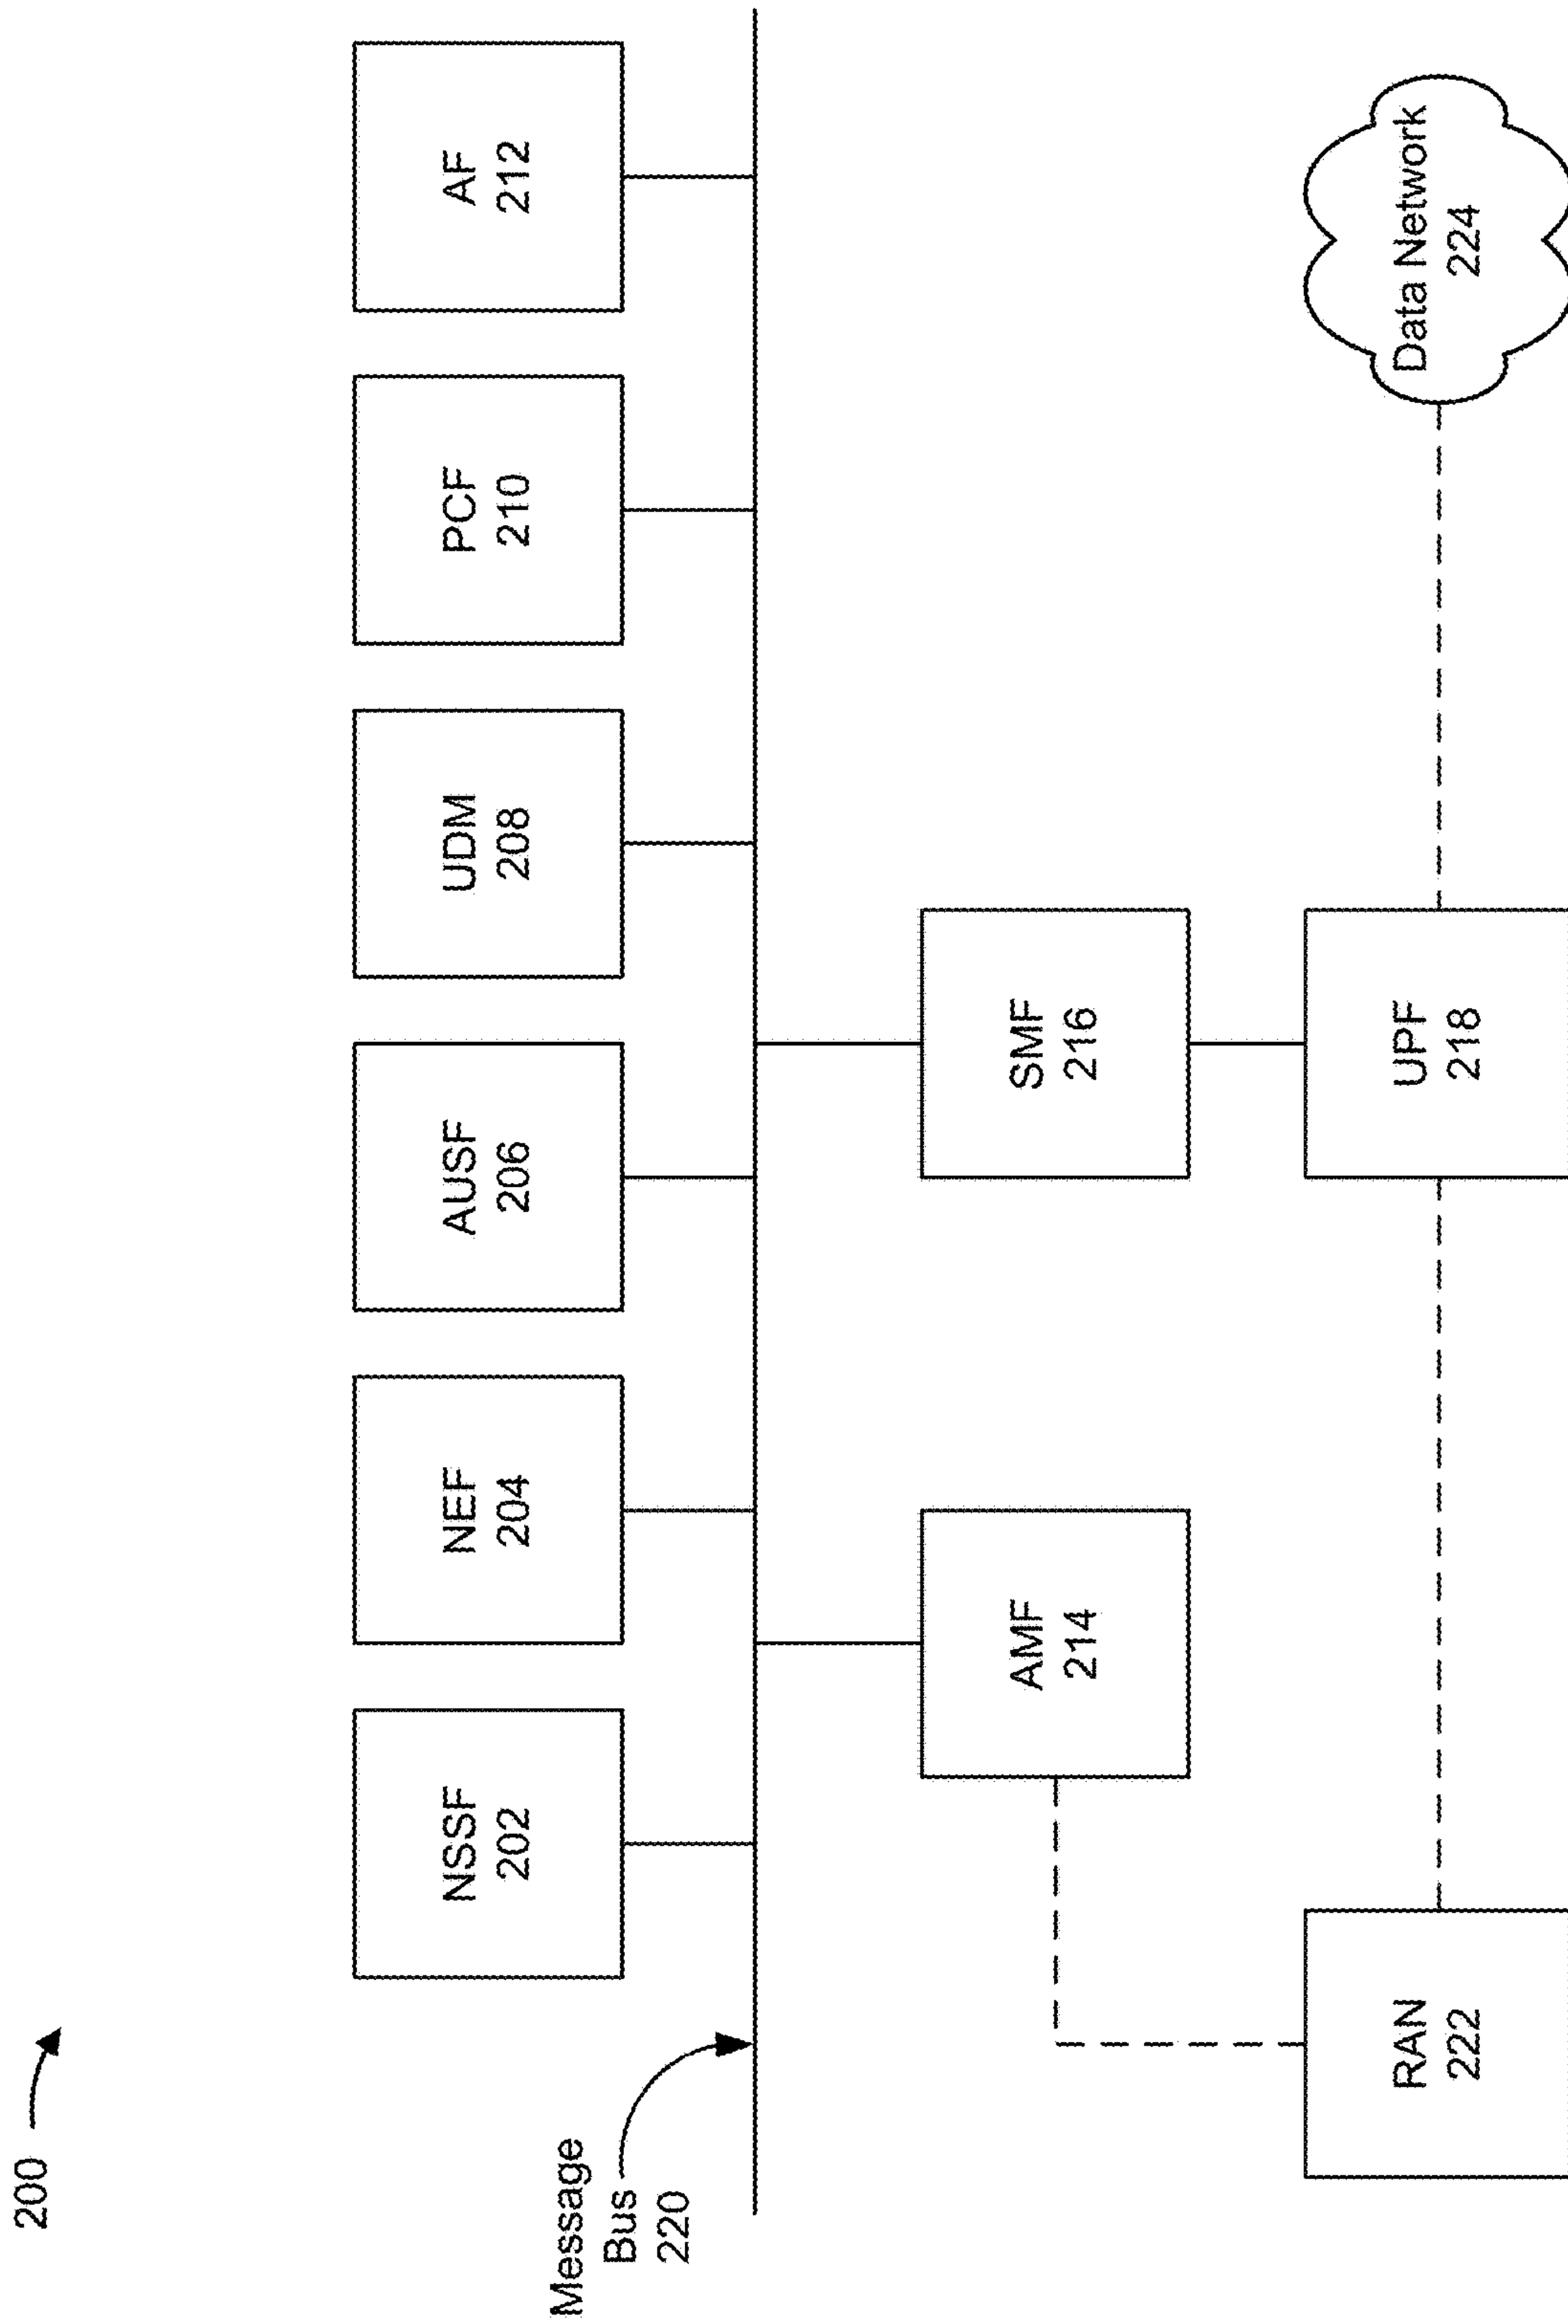 200
NSSF
202
NEF
204
AUSF
206
UDM
208
PCF
210
AF
212
Message
Bus
220
AMF
214
SMF
216
RAN
222
UPF
218
Data Network
224